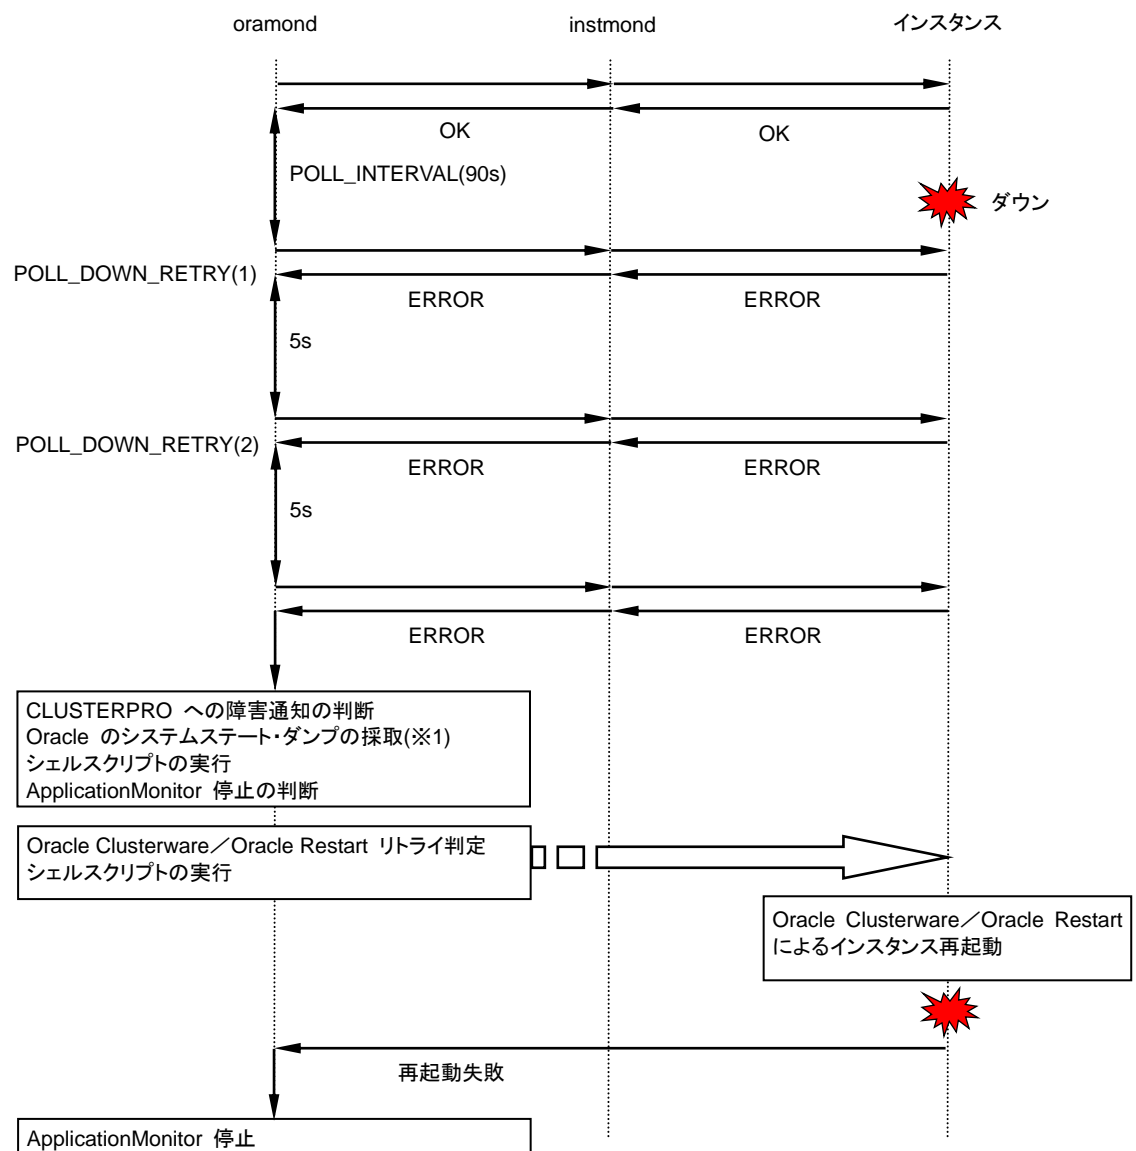 oramond
instmond
インスタンス
OK
OK
POLL_INTERVAL(90s)
ダウン
POLL_DOWN_RETRY(1)
ERROR
ERROR
5s
POLL_DOWN_RETRY(2)
ERROR
ERROR
5s
ERROR
ERROR
CLUSTERPRO への障害通知の判断
Oracle のシステムステート・ダンプの採取(※1)
シェルスクリプトの実行
ApplicationMonitor 停止の判断
Oracle Clusterware／Oracle Restart リトライ判定
シェルスクリプトの実行
Oracle Clusterware／Oracle Restart
によるインスタンス再起動
再起動失敗
ApplicationMonitor 停止